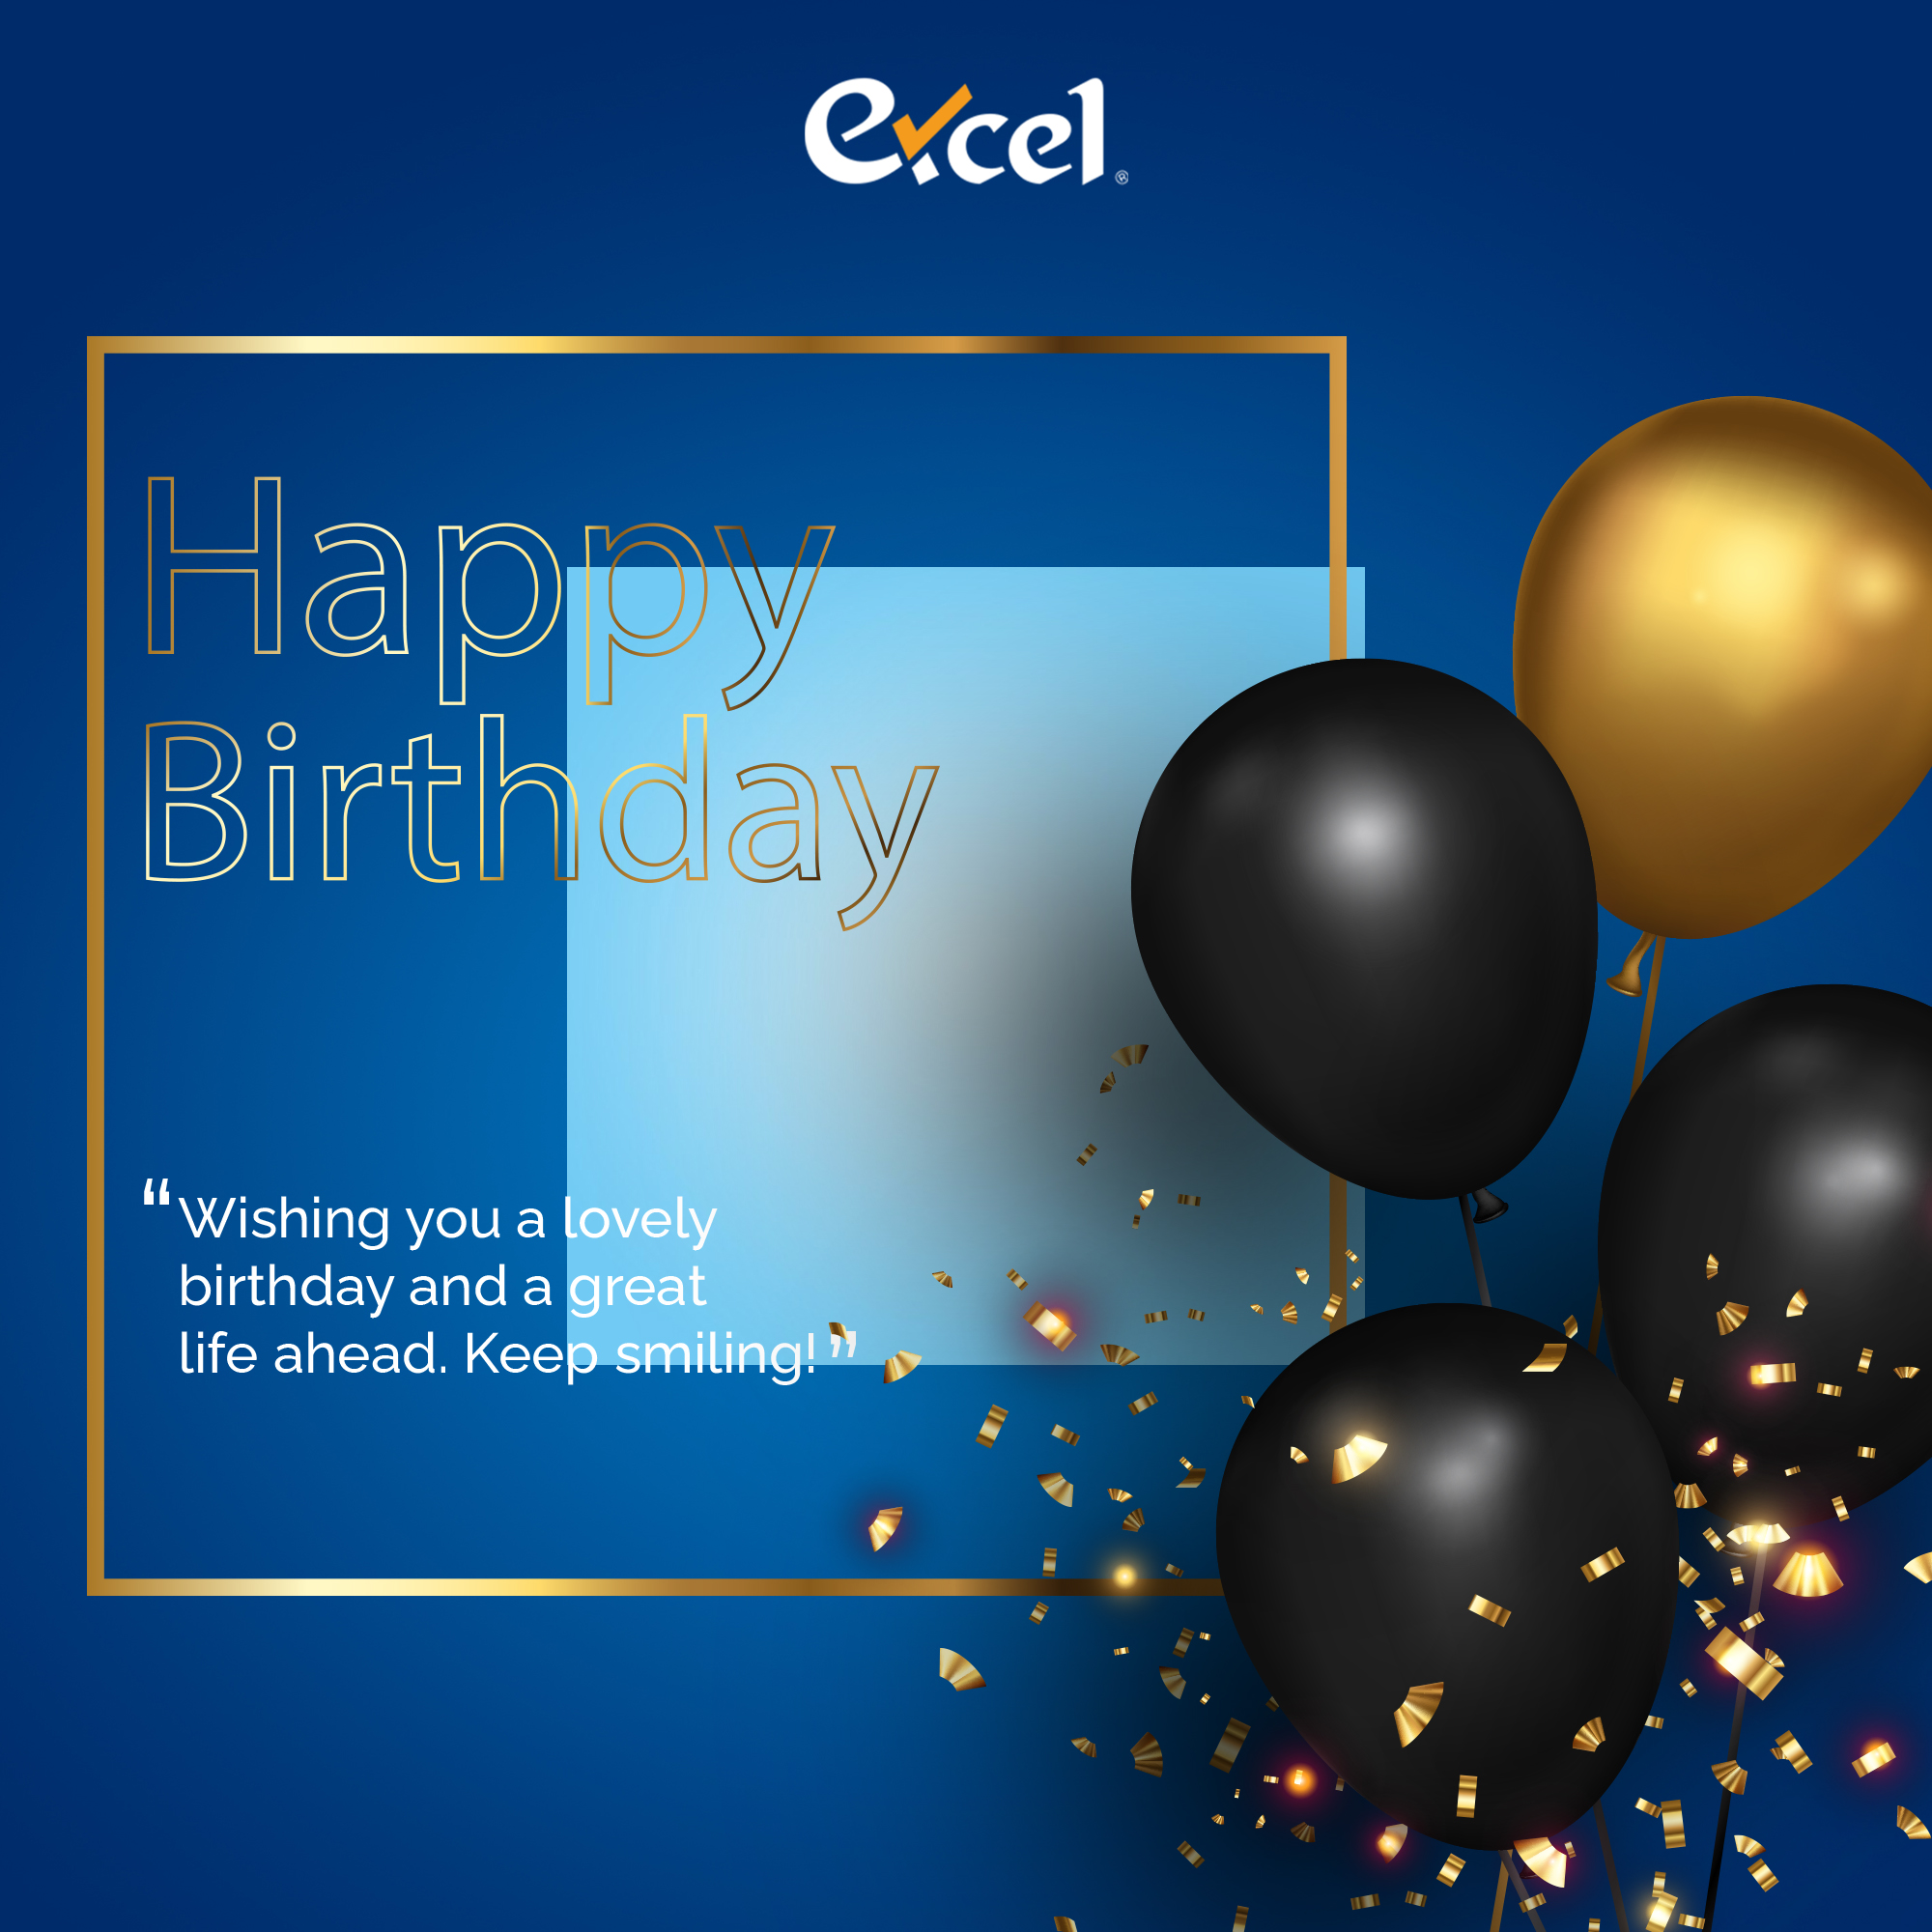 excel®
Happy
Birthday
“Wishing you a lovely
birthday and a great
life ahead. Keep smiling!”